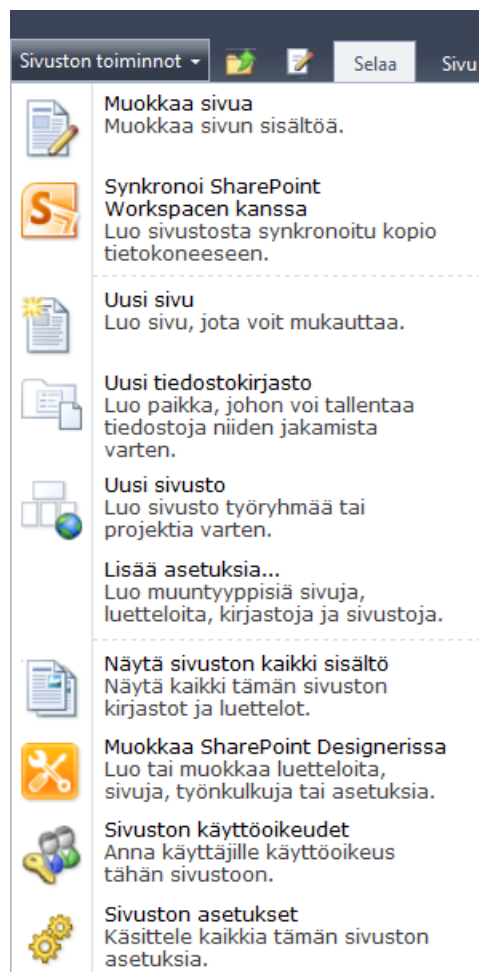 Sivuston toiminnot
Selaa
Sivu
Muokkaa sivua
Muokkaa sivun sisältöä.
Synkronoi SharePoint
Workspacen kanssa
Luo sivustosta synkronoitu kopio
tietokoneeseen.
Uusi sivu
Luo sivu, jota voit mukauttaa.
Uusi tiedostokirjasto
Luo paikka, johon voi tallentaa
tiedostoja niiden jakamista
varten.
Uusi sivusto
Luo sivusto työryhmää tai
projektia varten.
Lisää asetuksia...
Luo muuntyyppisiä sivuja,
luetteloita, kirjastoja ja sivustoja.
Näytä sivuston kaikki sisältö
Näytä kaikki tämän sivuston
kirjastot ja luettelot.
Muokkaa SharePoint Designerissa
Luo tai muokkaa luetteloita,
sivuja, työnkulkuja tai asetuksia.
Sivuston käyttöoikeudet
Anna käyttäjille käyttöoikeus
tähän sivustoon.
Sivuston asetukset
Käsittele kaikkia tämän sivuston
asetuksia.